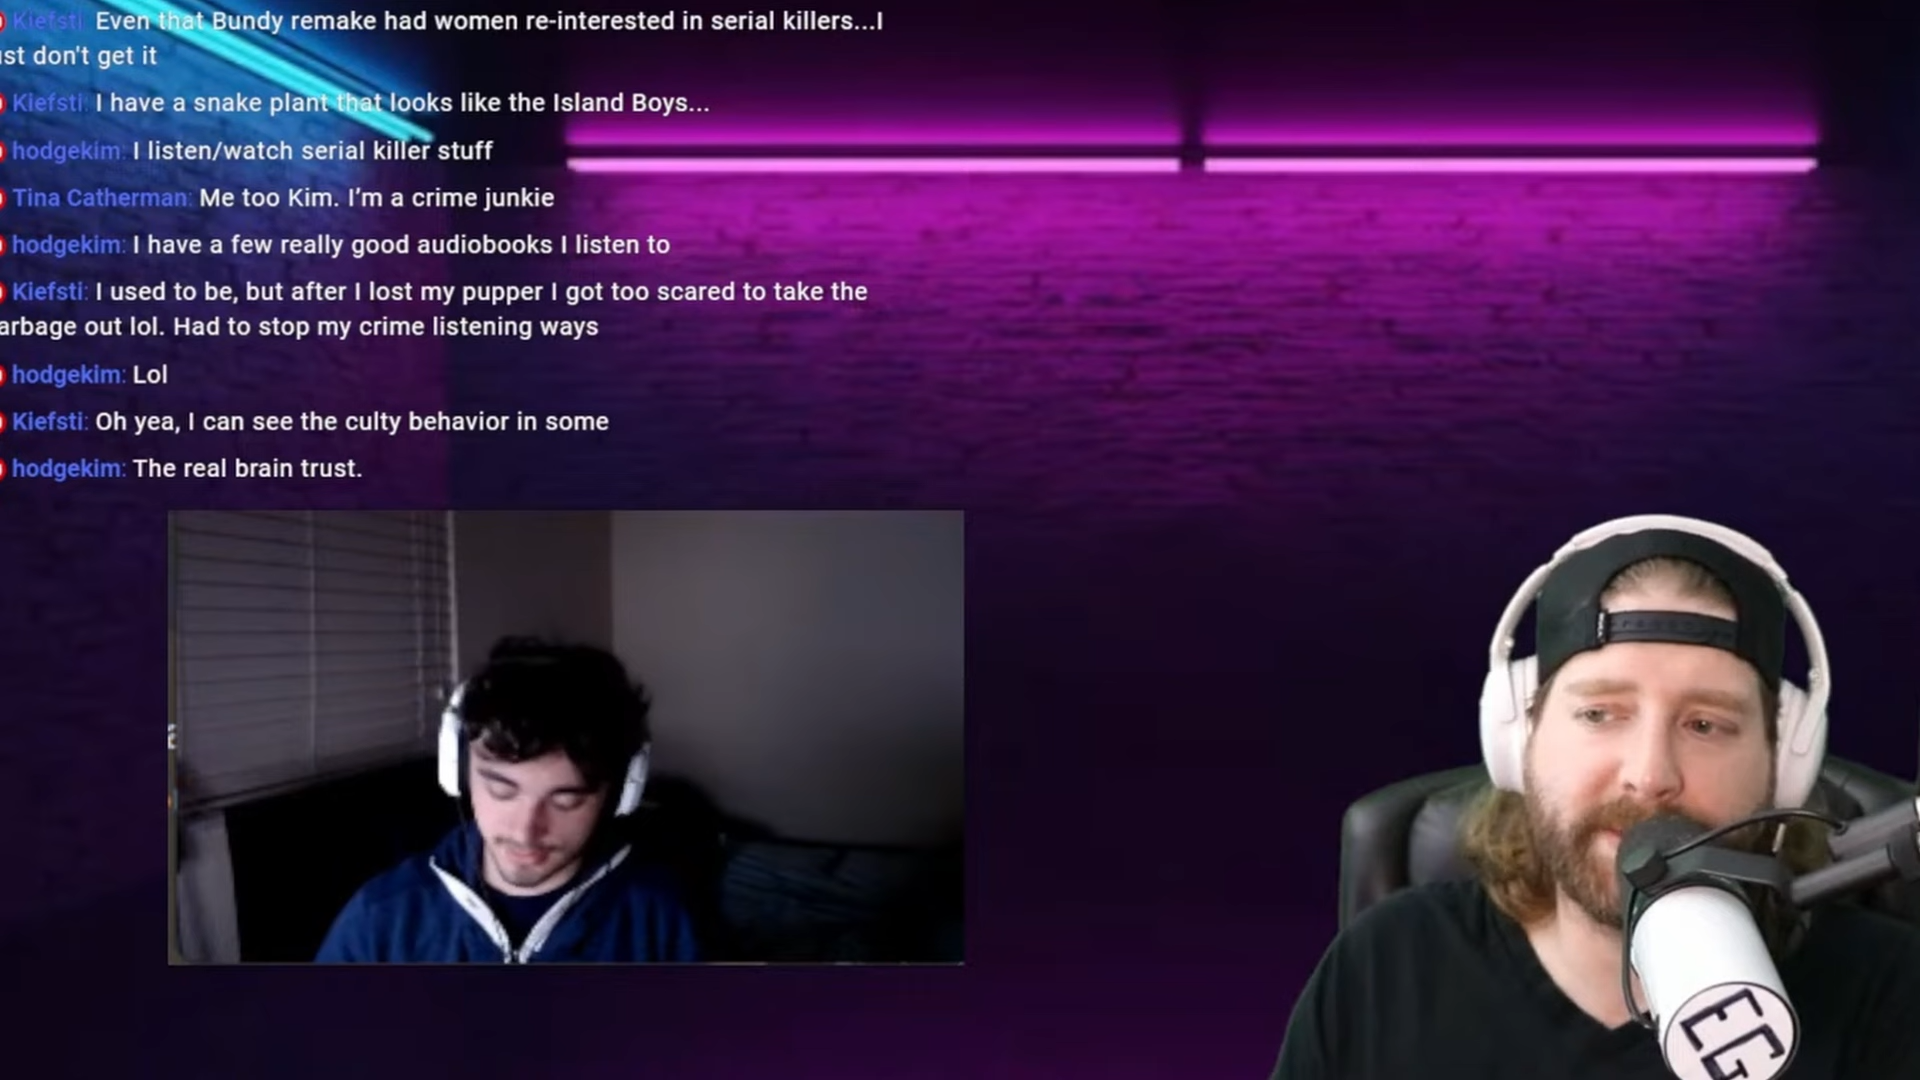 Kiefsti: Even that Bundy remake had women re-interested in serial killers...I
st don't get it
Kiefsti: I have a snake plant that looks like the Island Boys...
hodgekim: I listen/watch serial killer stuff
Tina Catherman: Me too Kim. I’m a crime junkie
hodgekim: I have a few really good audiobooks I listen to
Kiefsti: I used to be, but after I lost my pupper I got too scared to take the
arbage out lol. Had to stop my crime listening ways
hodgekim: Lol
Kiefsti: Oh yea, I can see the culty behavior in some
hodgekim: The real brain trust.
EG